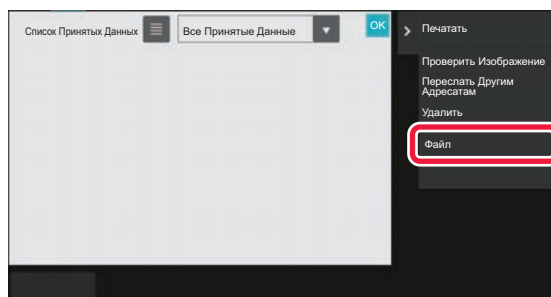 Список Принятых Данных
Все Принятые Данные
OK
Печатать
Проверить Изображение
Переслать Другим
Адресатам
Удалить
Файл